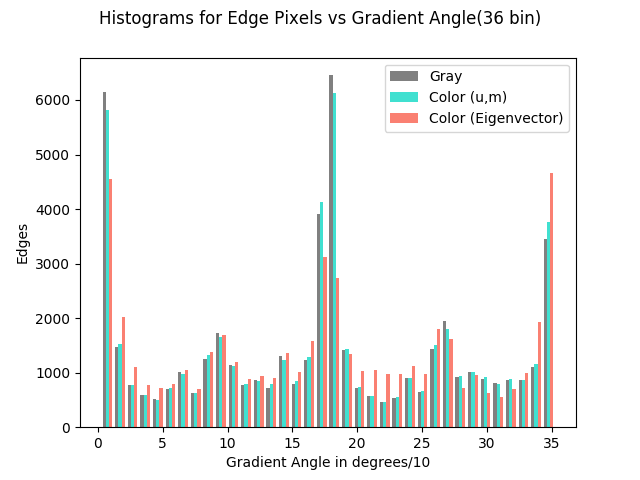 Histograms for Edge Pixels vs Gradient Angle(36 bin)
Gray
Color (u,m)
Color (Eigenvector)
6000
5000
4000
3000
2000
1000
0
Edges
0 5 10 15 20 25 30 35
Gradient Angle in degrees/10